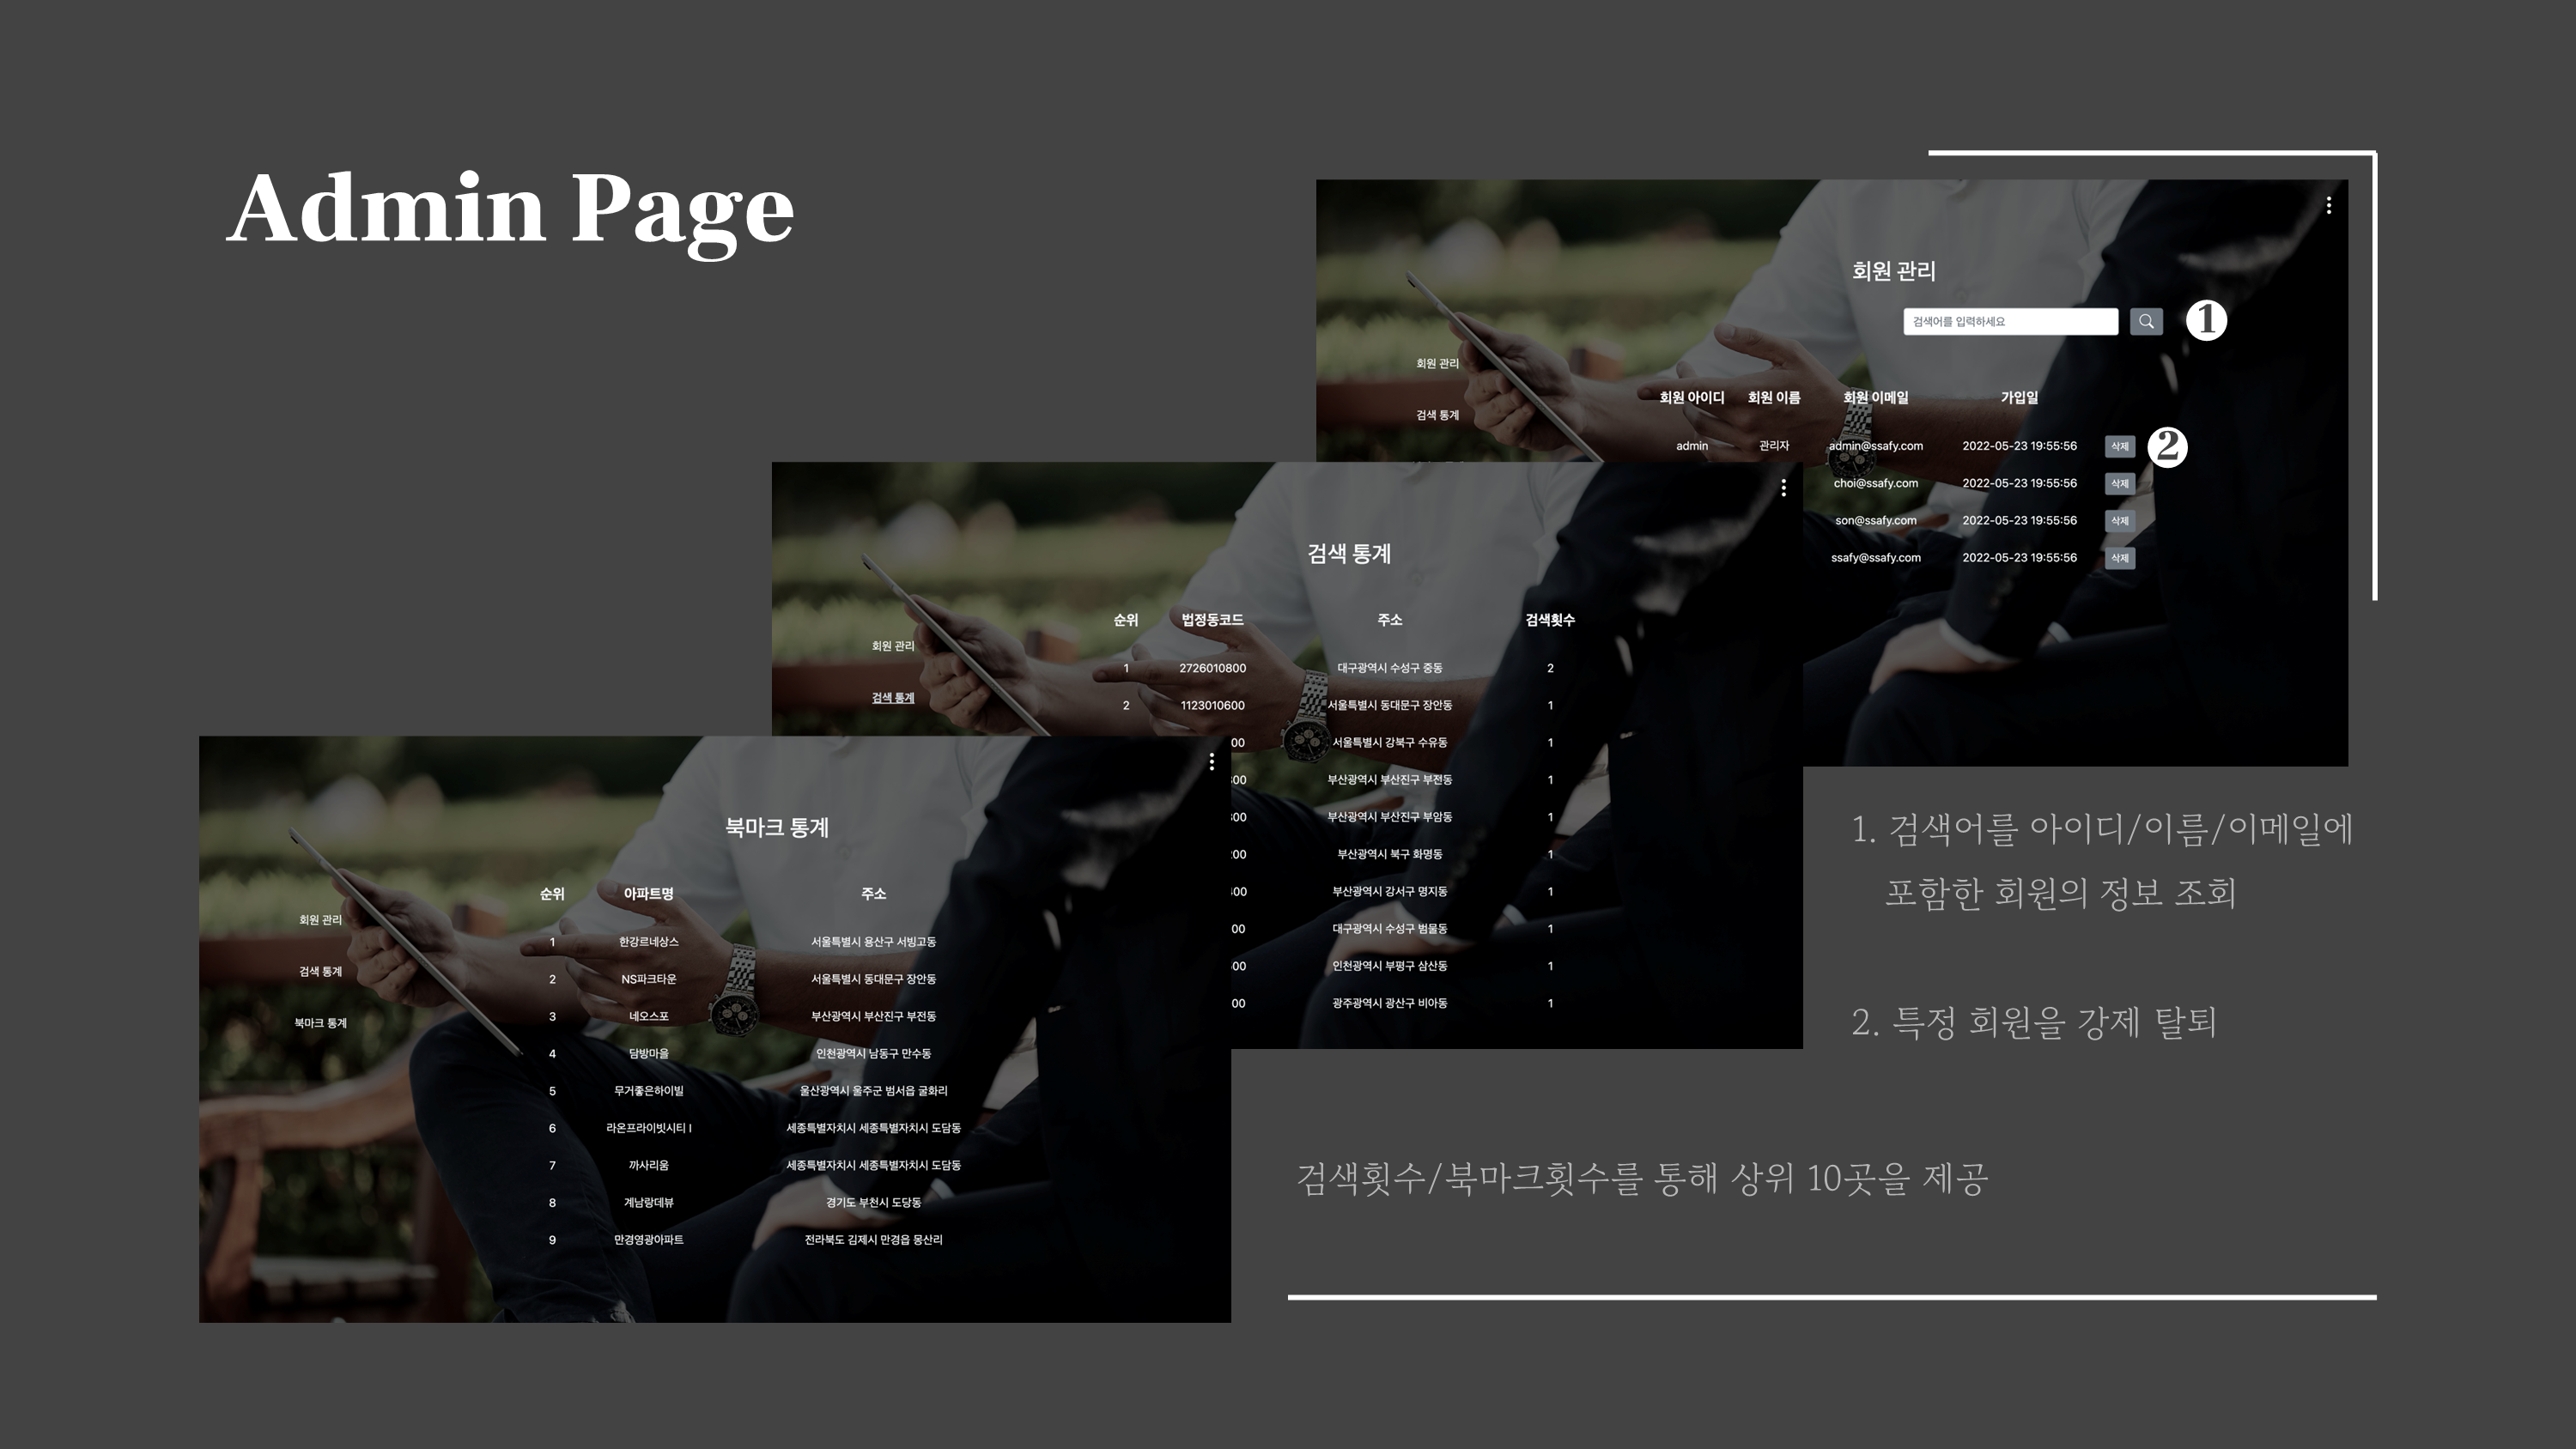 Admin Page
회원 관리
검색어를 입력하세요
1
회원 관리
검색 통계
회원 아이디 회원 이름 회원 이메일 가입일
admin 관리자 admin@ssafy.com 2022-05-23 19:55:56 삭제
2
choi@ssafy.com 2022-05-23 19:55:56 삭제
son@ssafy.com 2022-05-23 19:55:56 삭제
ssafy@ssafy.com 2022-05-23 19:55:56 삭제
검색 통계
회원 관리
검색 통계
순위 법정동코드 주소 검색횟수
1 2726010800 대구광역시 수성구 중동 2
2 1123010600 서울특별시 동대문구 장안동 1
00 서울특별시 강북구 수유동 1
00 부산광역시 부산진구 부전동 1
00 부산광역시 부산진구 부암동 1
00 부산광역시 북구 화명동 1
00 부산광역시 강서구 명지동 1
00 대구광역시 수성구 범물동 1
00 인천광역시 부평구 삼산동 1
00 광주광역시 광산구 비아동 1
북마크 통계
회원 관리
검색 통계
북마크 통계
순위 아파트명 주소
1 한강르네상스 서울특별시 용산구 서빙고동
2 NS파크타운 서울특별시 동대문구 장안동
3 네오스포 부산광역시 부산진구 부전동
4 담방마을 인천광역시 남동구 만수동
5 무거좋은하이빌 울산광역시 울주군 범서읍 굴화리
6 라온프라이빗시티 I 세종특별자치시 세종특별자치시 도담동
7 까사리움 세종특별자치시 세종특별자치시 도담동
8 계남랑데뷰 경기도 부천시 도당동
9 만경영광아파트 전라북도 김제시 만경읍 몽산리
1. 검색어를 아이디/이름/이메일에
포함한 회원의 정보 조회
2. 특정 회원을 강제 탈퇴
검색횟수/북마크횟수를 통해 상위 10곳을 제공